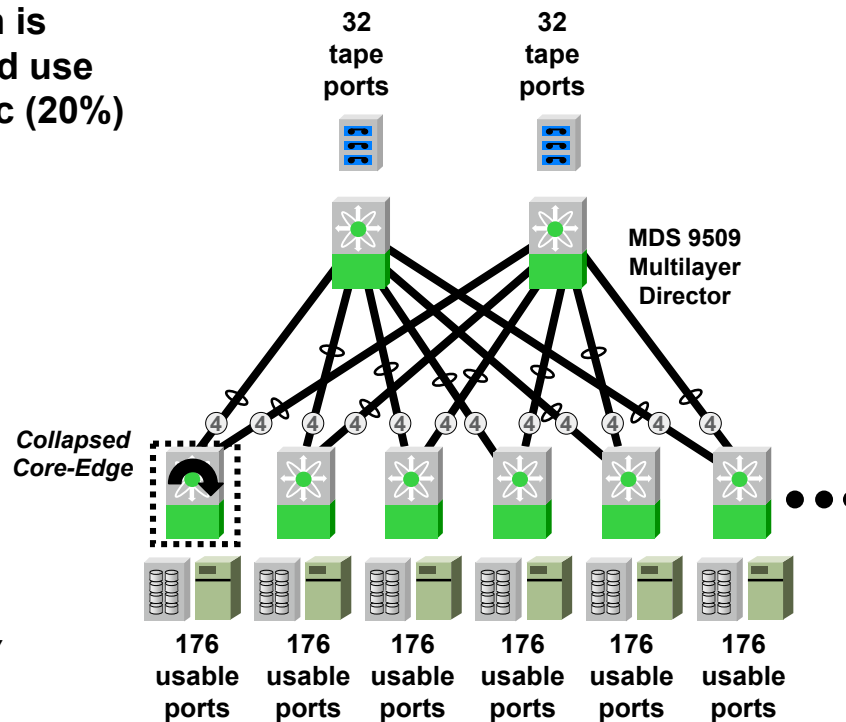 n is
d use
c (20%)
32
tape
ports
32
tape
ports
MDS 9509
Multilayer
Director
4 4 4 4 4 4 4 4 4 4 4 4
Collapsed
Core-Edge
176
usable
ports
176
usable
ports
176
usable
ports
176
usable
ports
176
usable
ports
176
usable
ports